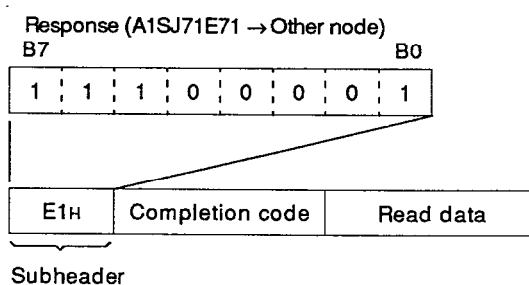 Response (A1SJ71E71 → Other node)
B7 B0
1 1 1 0 0 0 0 1
E1H Completion code Read data
Subheader